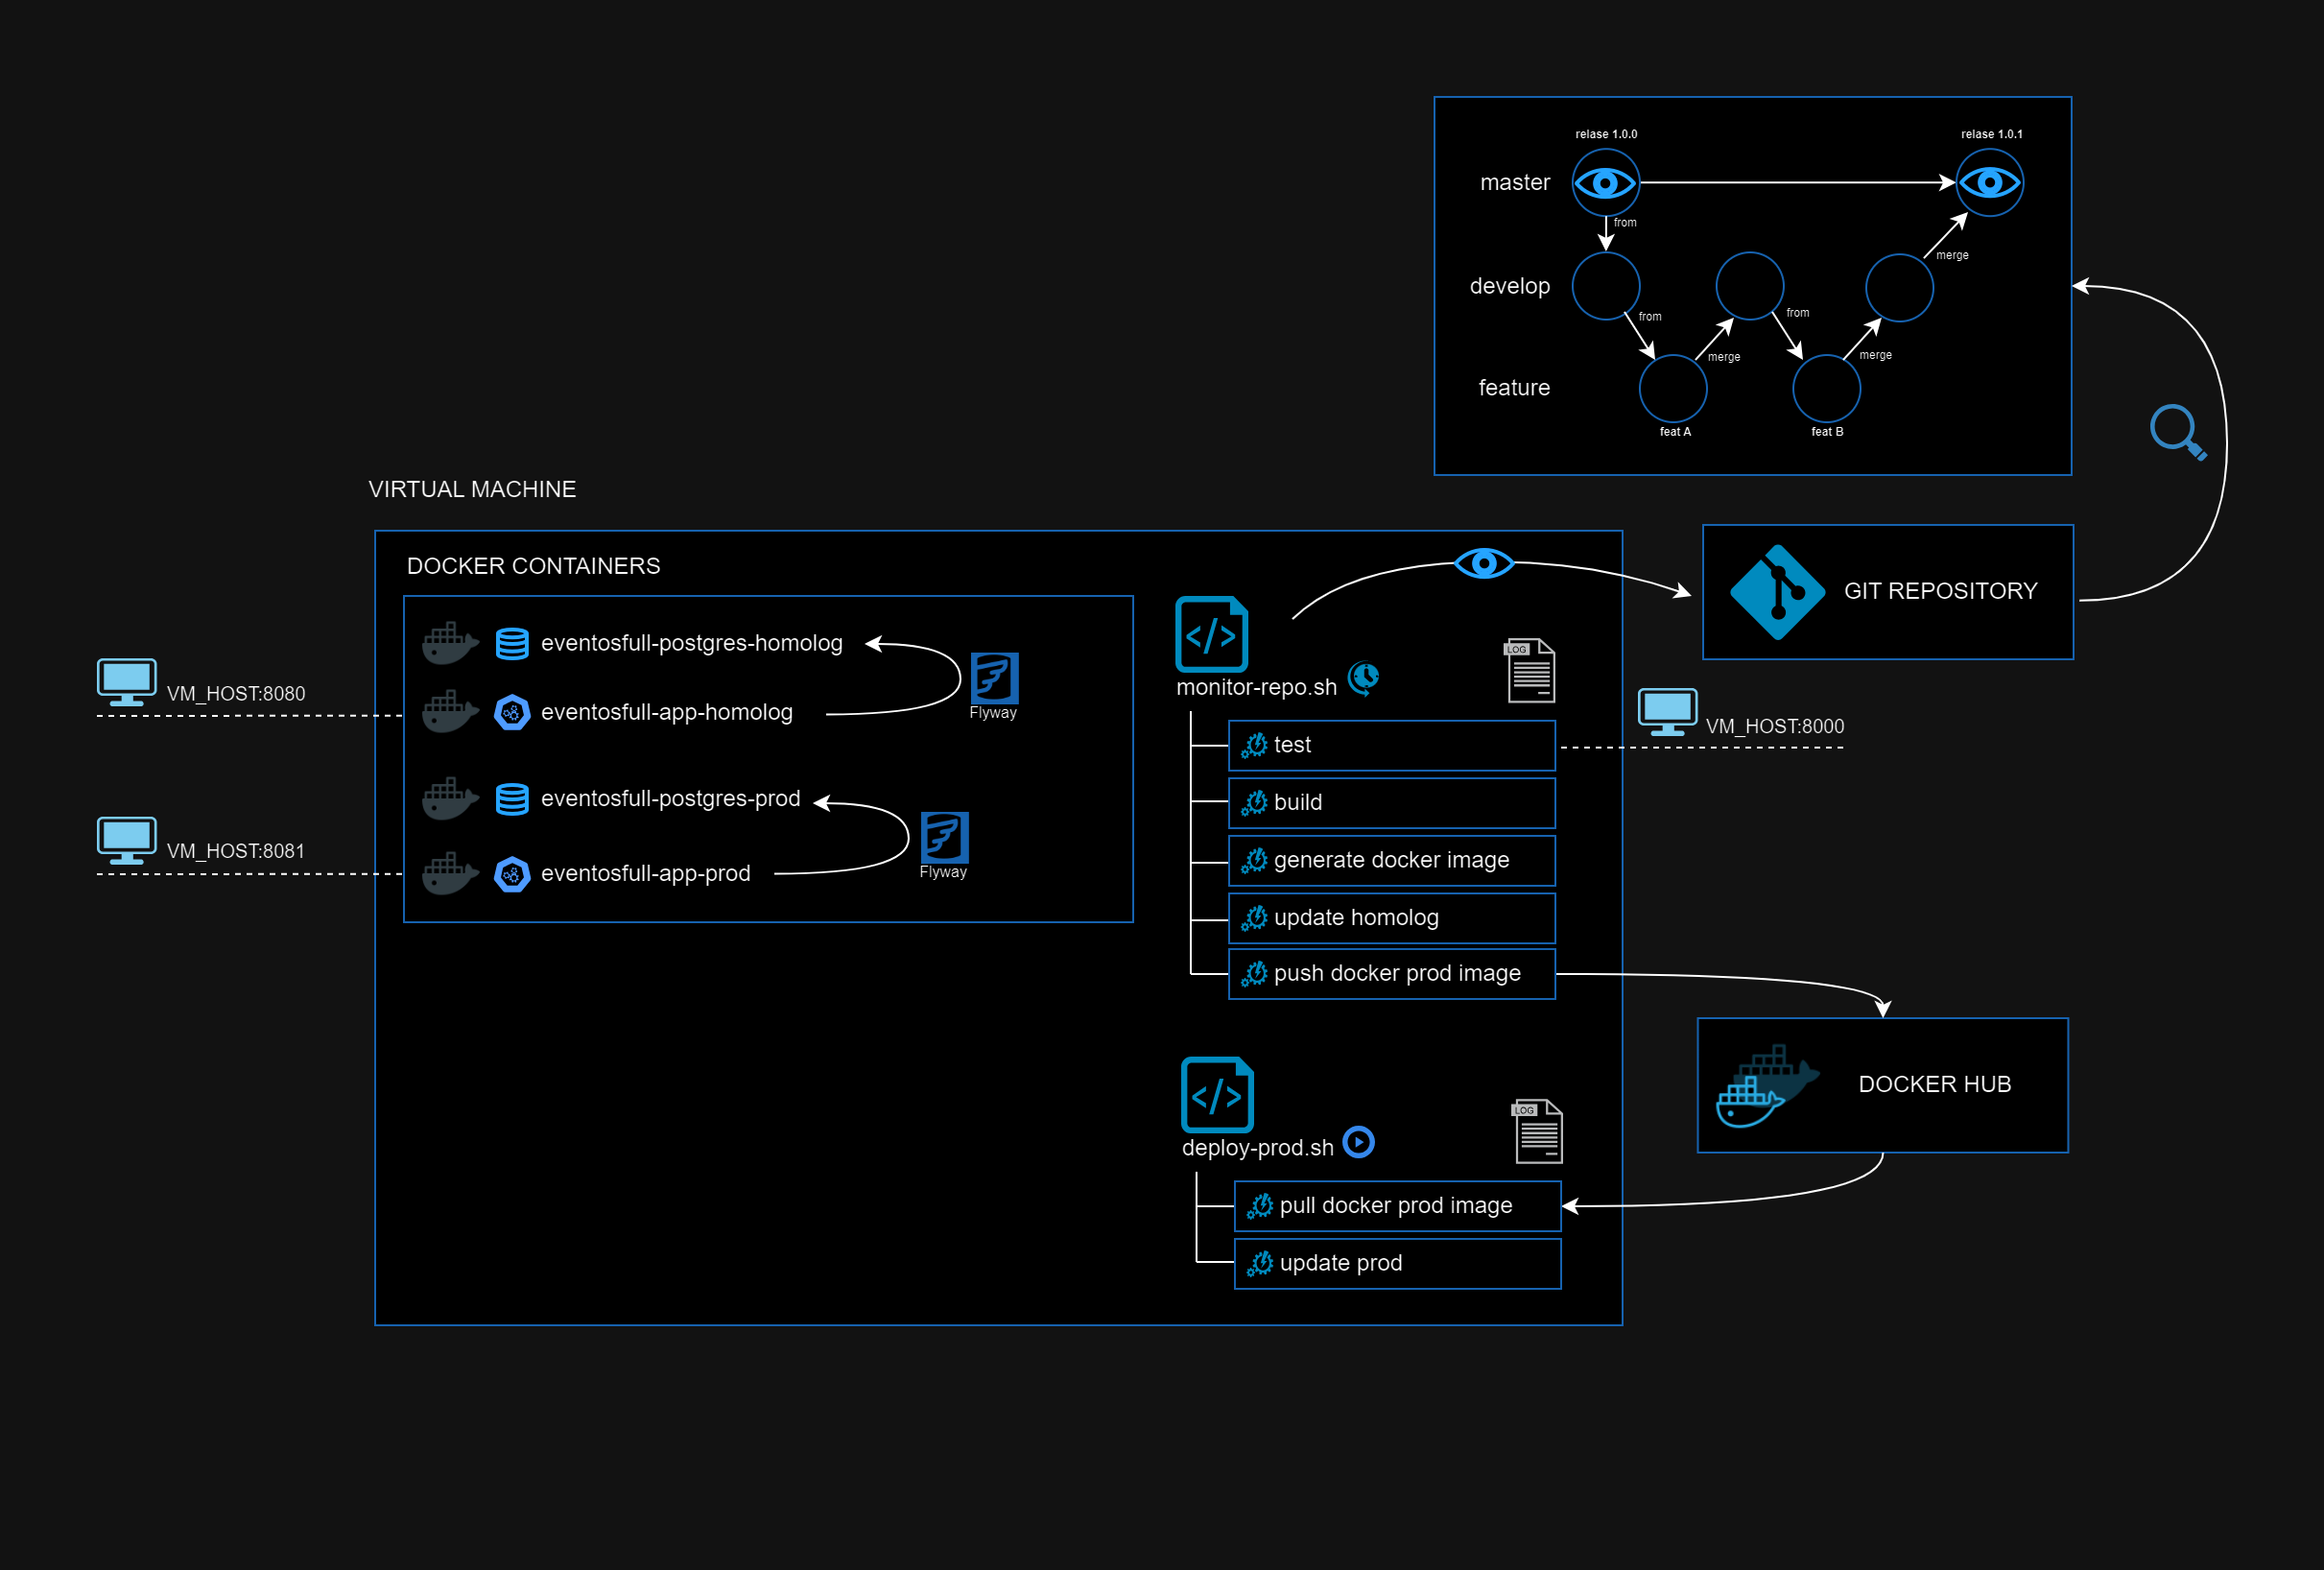 relase 1.0.0
relase 1.0.1
master
from
merge
develop
from
from
merge
merge
feature
feat A
feat B
VIRTUAL MACHINE
DOCKER CONTAINERS
GIT REPOSITORY
eventosfull-postgres-homolog
LOG
monitor-repo.sh
VM_HOST:8080
eventosfull-app-homolog
Flyway
VM_HOST:8000
test
eventosfull-postgres-prod
build
VM_HOST:8081
generate docker image
eventosfull-app-prod
Flyway
update homolog
push docker prod image
DOCKER HUB
LOG
deploy-prod.sh
pull docker prod image
update prod